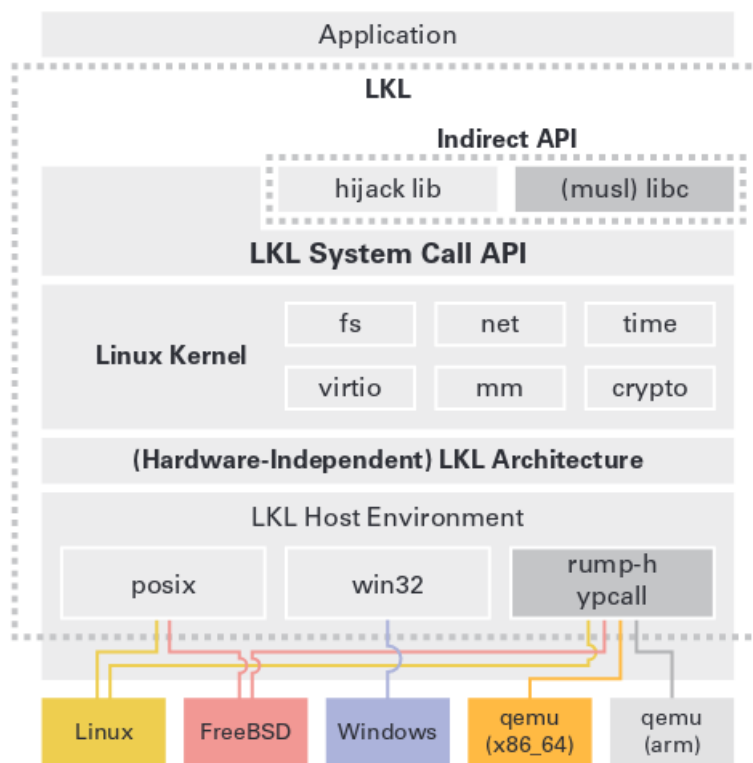 Application
LKL
Indirect API
hijack lib
(musl) libc
LKL System Call API
Linux Kernel
fs
net
time
virtio
mm
crypto
(Hardware-Independent) LKL Architecture
LKL Host Environment
posix
win32
rump-h
ypcall
Linux
FreeBSD
Windows
qemu
(x86_64)
qemu
(arm)